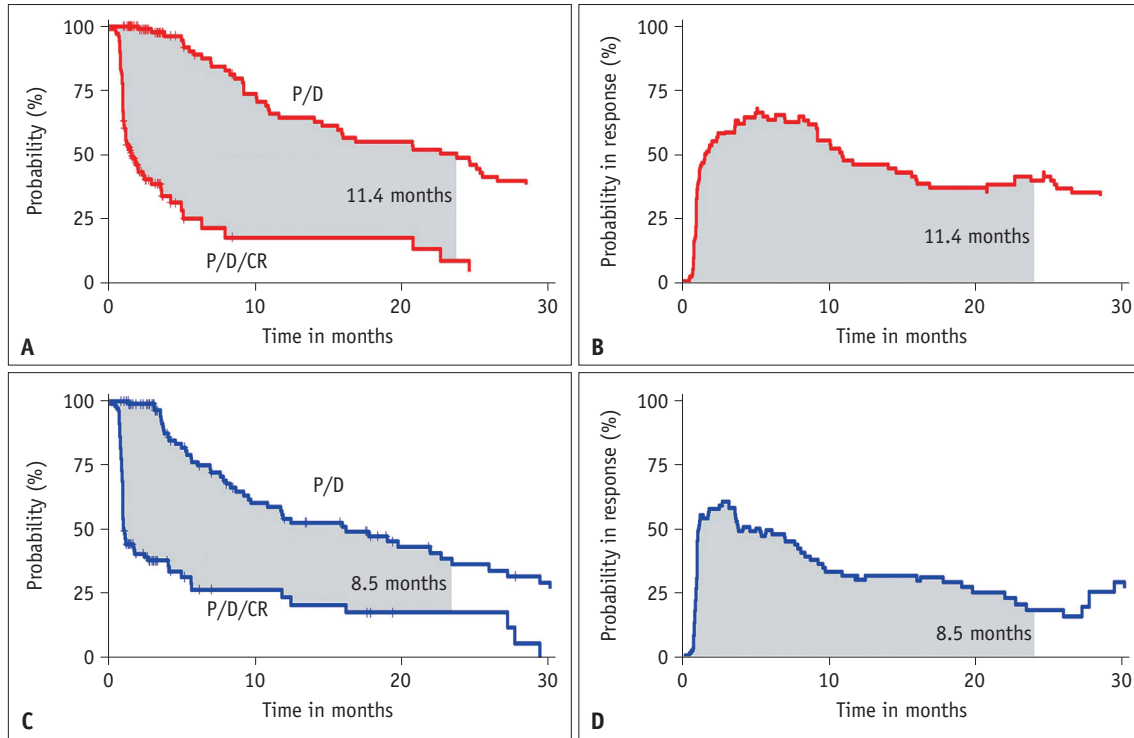 100
75
50
25
0
Probability (%)
P/D
11.4 months
P/D/CR
0
10
20
30
Time in months
A
100
75
50
25
0
Probability in response (%)
11.4 months
0
10
20
30
Time in months
B
100
75
50
25
0
Probability (%)
P/D
8.5 months
P/D/CR
0
10
20
30
Time in months
C
100
75
50
25
0
Probability in response (%)
8.5 months
0
10
20
30
Time in months
D